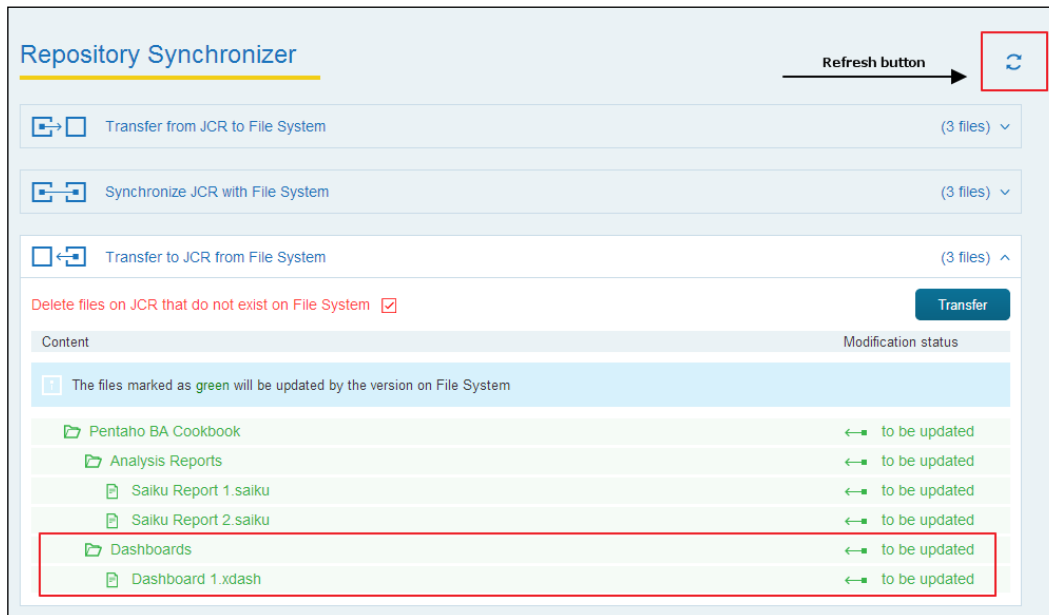 Repository Synchronizer
Refresh button
Transfer from JCR to File System (3 files)
Synchronize JCR with File System (3 files)
Transfer to JCR from File System (3 files)
Delete files on JCR that do not exist on File System Transfer
Content Modification status
The files marked as green will be updated by the version on File System
Pentaho BA Cookbook to be updated
Analysis Reports to be updated
Saiku Report 1.saiku to be updated
Saiku Report 2.saiku to be updated
Dashboards to be updated
Dashboard 1.xdash to be updated